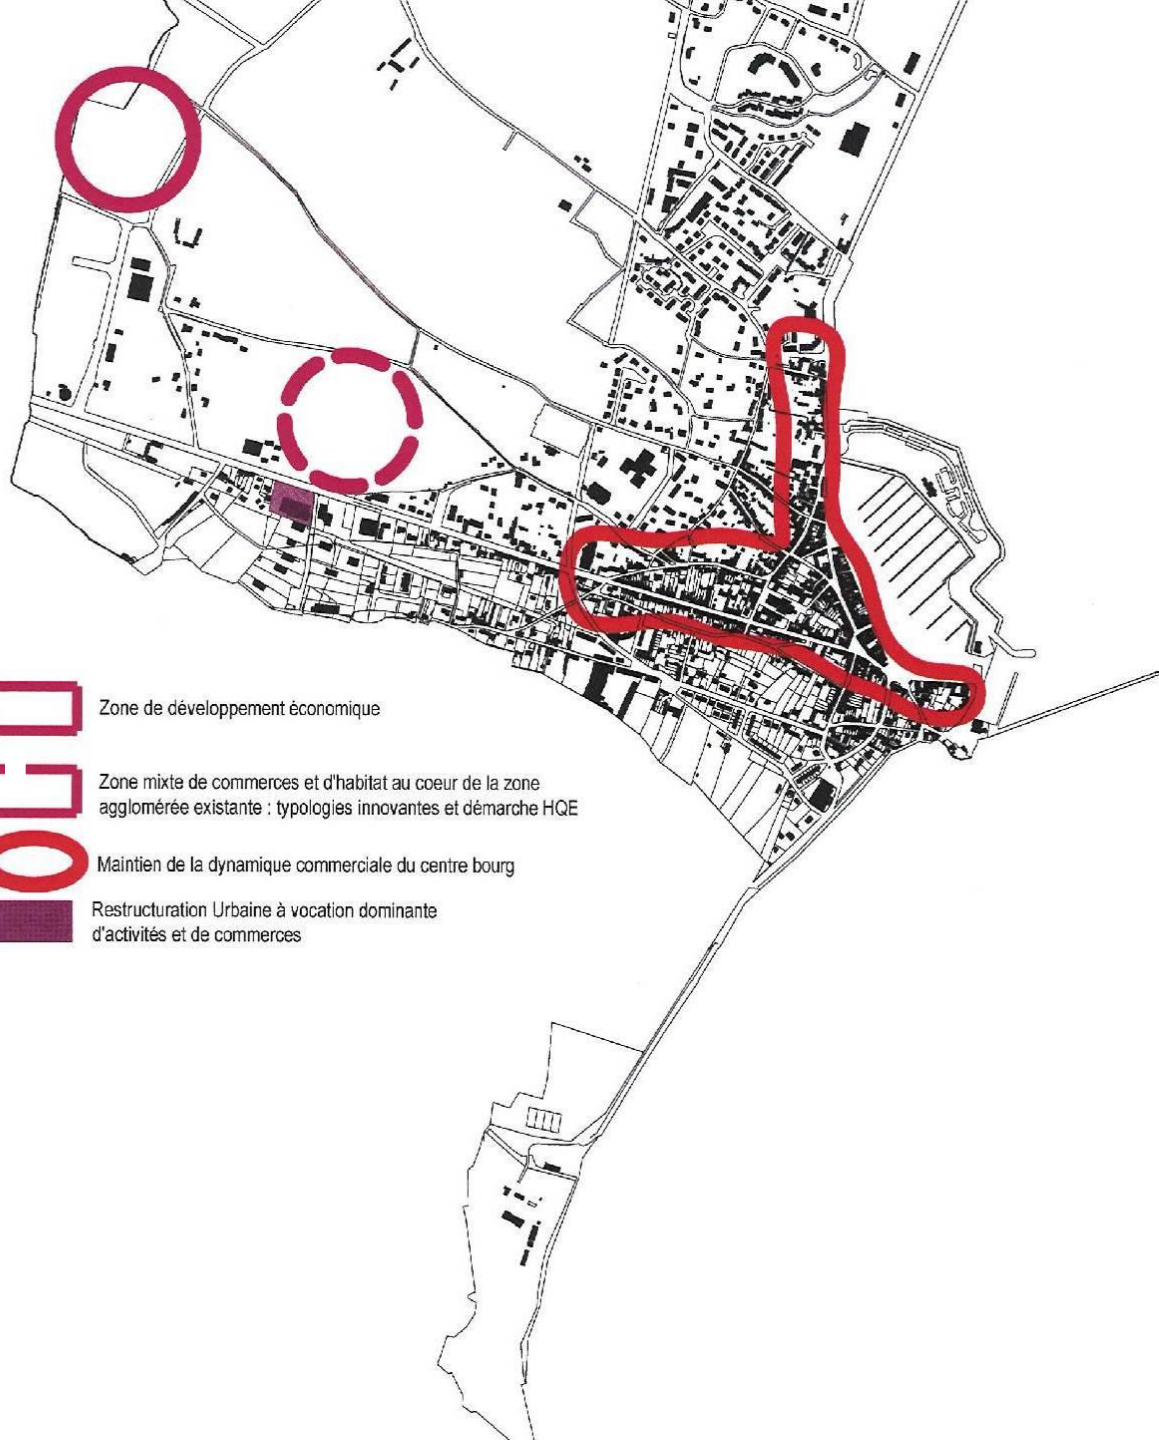 Zone de développement économique
Zone mixte de commerces et d'habitat au coeur de la zone
agglomérée existante : typologies innovantes et démarche HQE
Maintien de la dynamique commerciale du centre bourg
Restructuration Urbaine à vocation dominante
d'activités et de commerces